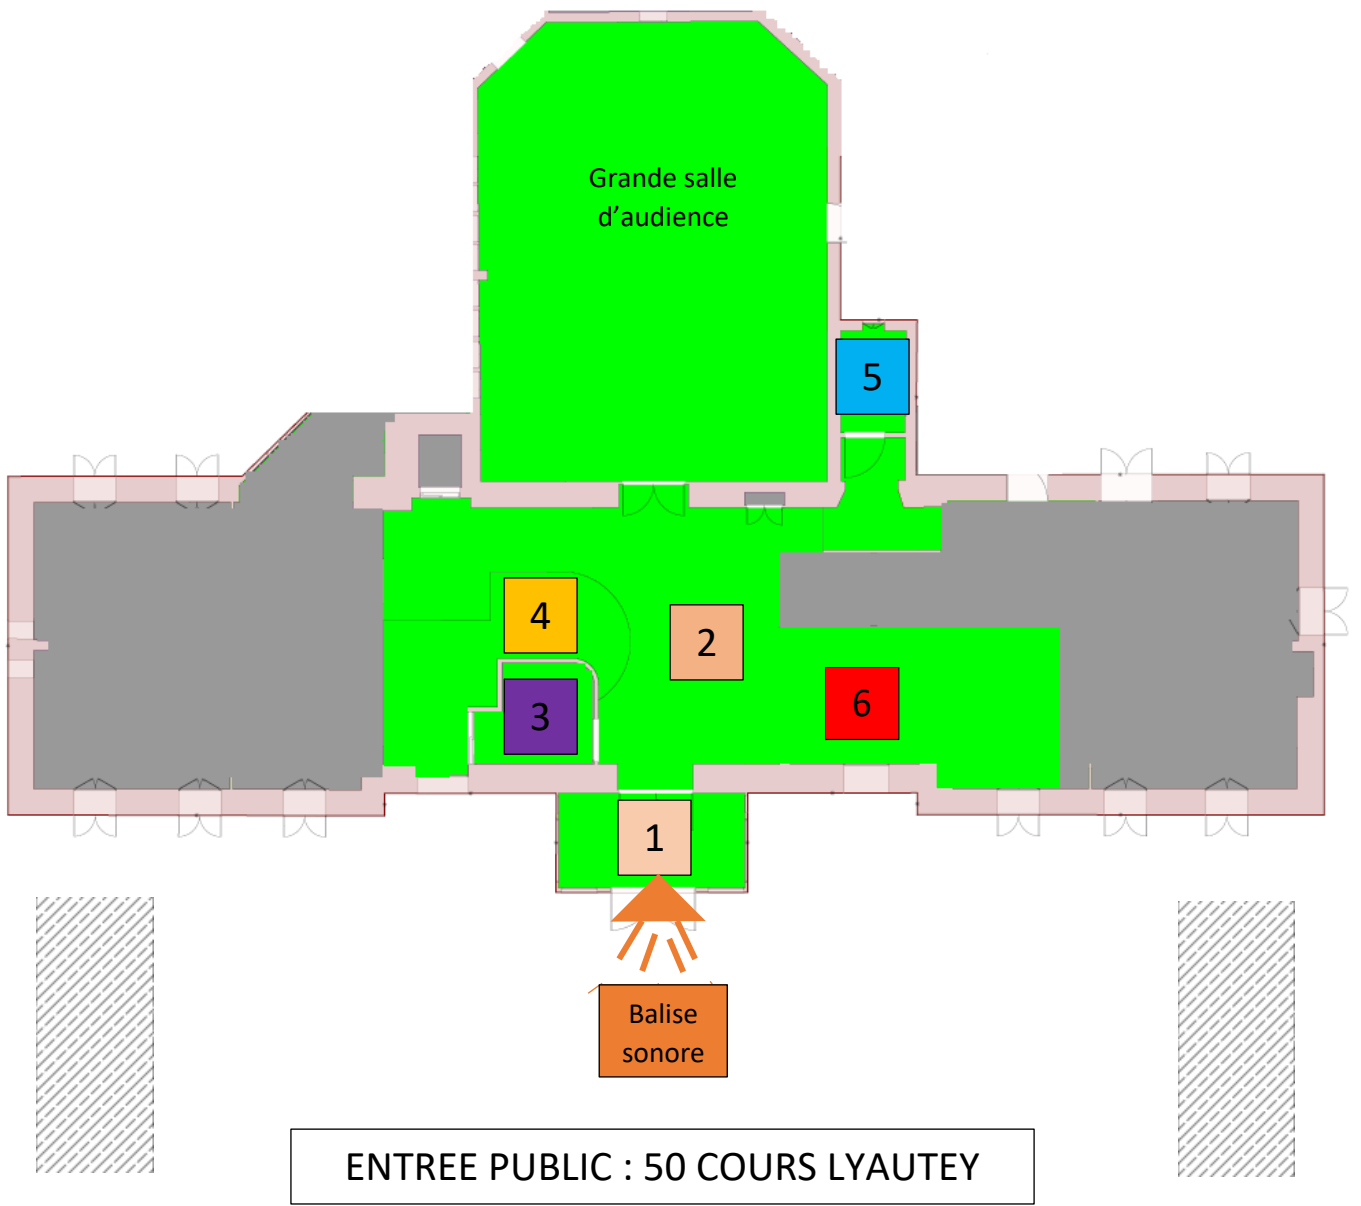 Grande salle
d’audience
5
4
2
3
6
1
Balise
sonore
ENTREE PUBLIC : 50 COURS LYAUTEY